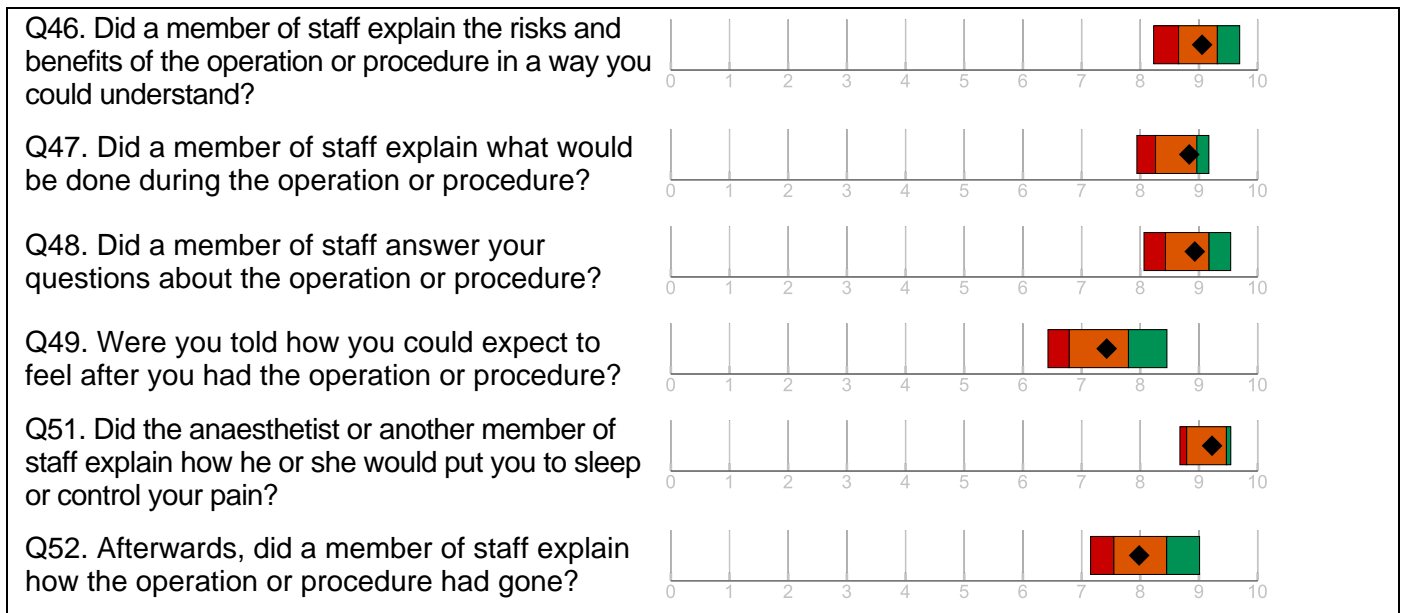 Q46. Did a member of staff explain the risks and
benefits of the operation or procedure in a way you
could understand?
0 1 2 3 4 5 6 7 8 9 10
Q47. Did a member of staff explain what would
be done during the operation or procedure?
0 1 2 3 4 5 6 7 8 9 10
Q48. Did a member of staff answer your
questions about the operation or procedure?
0 1 2 3 4 5 6 7 8 9 10
Q49. Were you told how you could expect to
feel after you had the operation or procedure?
0 1 2 3 4 5 6 7 8 9 10
Q51. Did the anaesthetist or another member of
staff explain how he or she would put you to sleep
or control your pain?
0 1 2 3 4 5 6 7 8 9 10
Q52. Afterwards, did a member of staff explain
how the operation or procedure had gone?
0 1 2 3 4 5 6 7 8 9 10